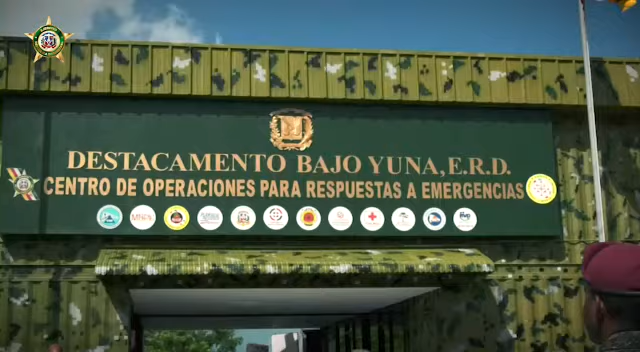 DESTACAMENTO BAJO YUNA, E.R.D.
CENTRO DE OPERACIONES PARA RESPUESTAS A EMERGENCIAS